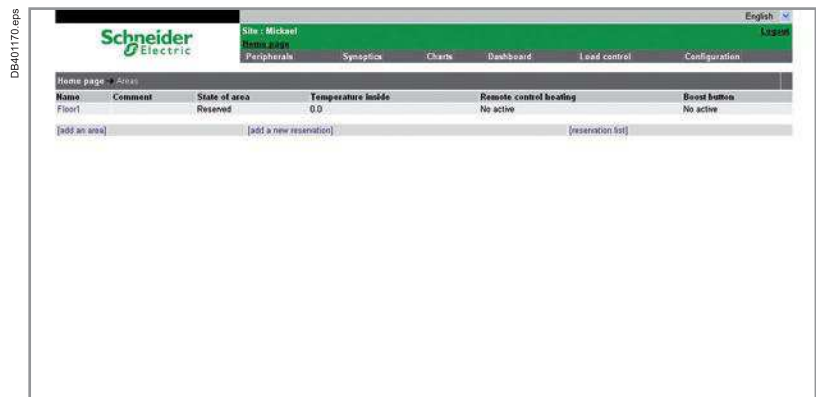 DB401170.eps
English
Schneider Electric
Site : Mickael
Logout
Home page
Peripherals Synoptics Charts Dashboard Load control Configuration
Home page Areas
Name Comment State of area Temperature inside Remote control heating Boost button
Floor1 Reserved 0.0 No active No active
[add an area] [add a new reservation] [reservation list]